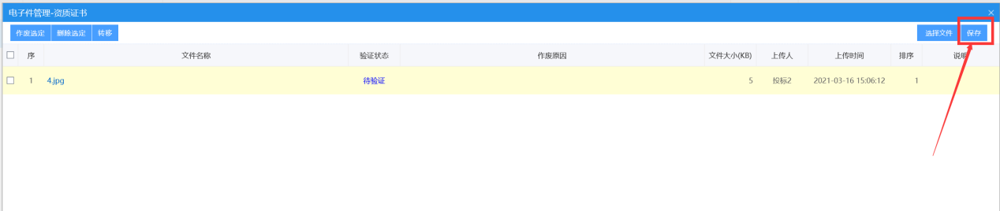 电子件管理-资质证书
作废选定 删除选定 转移 选择文件 保存
序 文件名称 验证状态 作废原因 文件大小(KB) 上传人 上传时间 排序 说明
1 4.jpg 待验证 5 投标2 2021-03-16 15:06:12 1